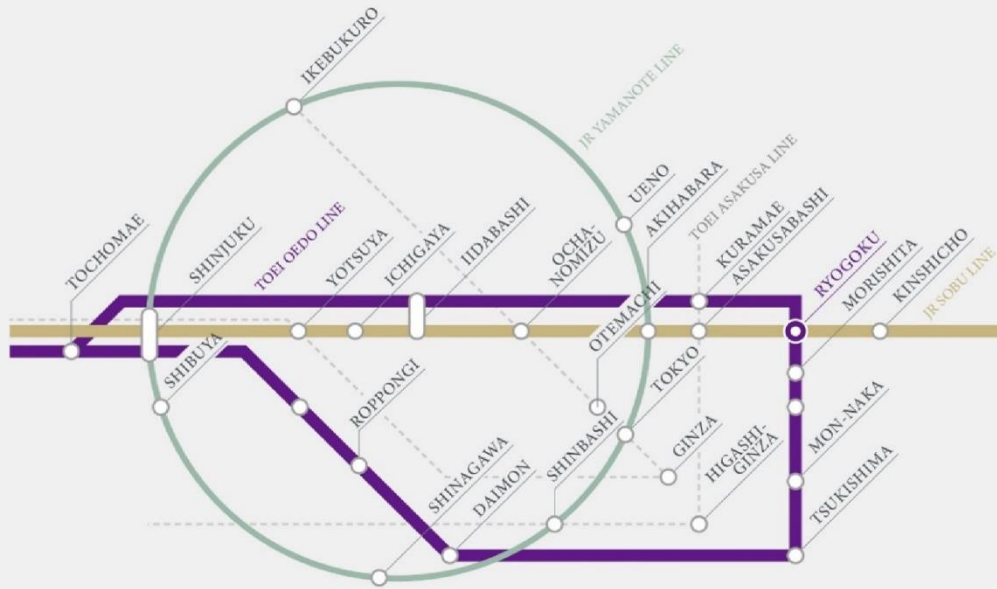 IKEBUKURO
JR YAMANOTE LINE
UENO
AKIHABARA
TOEI ASAKUSA LINE
KURAMAE
ASAKUSABASHI
TOCHOMAE
SHINJUKU
TOEI OEDO LINE
YOTSUYA
ICHIGAYA
IIDABASHI
OCHA-
NOMIZU
RYOGOKU
MORISHITA
KINSHICHO
JR SOBU LINE
OTEMACHI
SHIBUYA
ROPPONGI
TOKYO
SHINAGAWA
DAIMON
SHINBASHI
GINZA
HIGASHI-
GINZA
MON-NAKA
TSUKISHIMA